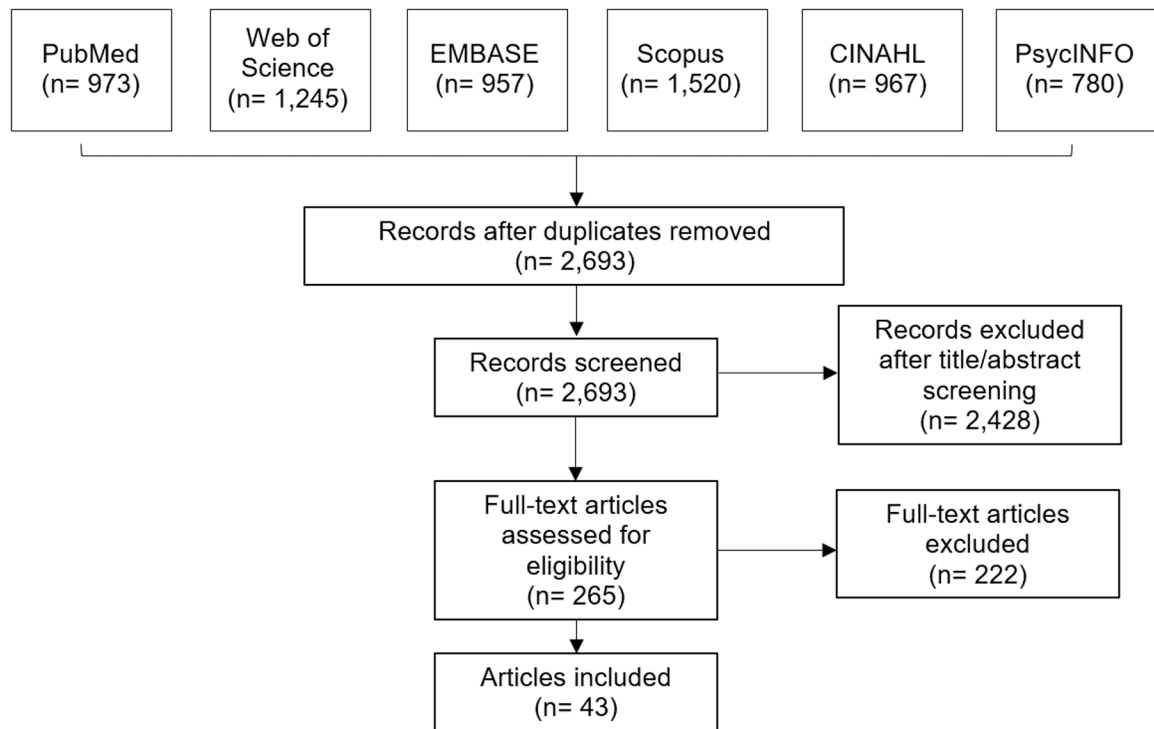 PubMed
(n= 973)
Web of
Science
(n= 1,245)
EMBASE
(n= 957)
Scopus
(n= 1,520)
CINAHL
(n= 967)
PsycINFO
(n= 780)
Records after duplicates removed
(n= 2,693)
Records screened
(n= 2,693)
Records excluded
after title/abstract
screening
(n= 2,428)
Full-text articles
assessed for
eligibility
(n= 265)
Full-text articles
excluded
(n= 222)
Articles included
(n= 43)